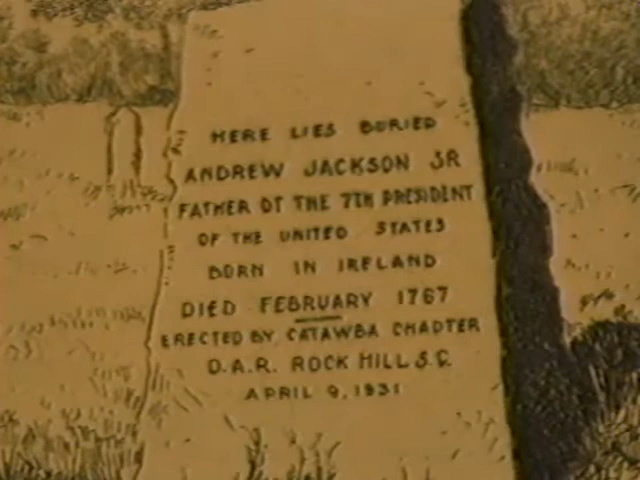 HERE LIES BURIED
ANDREW JACKSON SR
FATHER OF THE 7TH PRESIDENT
OF THE UNITED STATES
BORN IN IRELAND
DIED FEBRUARY 1767
ERECTED BY CATAWBA CHAPTER
D.A.R. ROCK HILL S.C.
APRIL 9, 1931